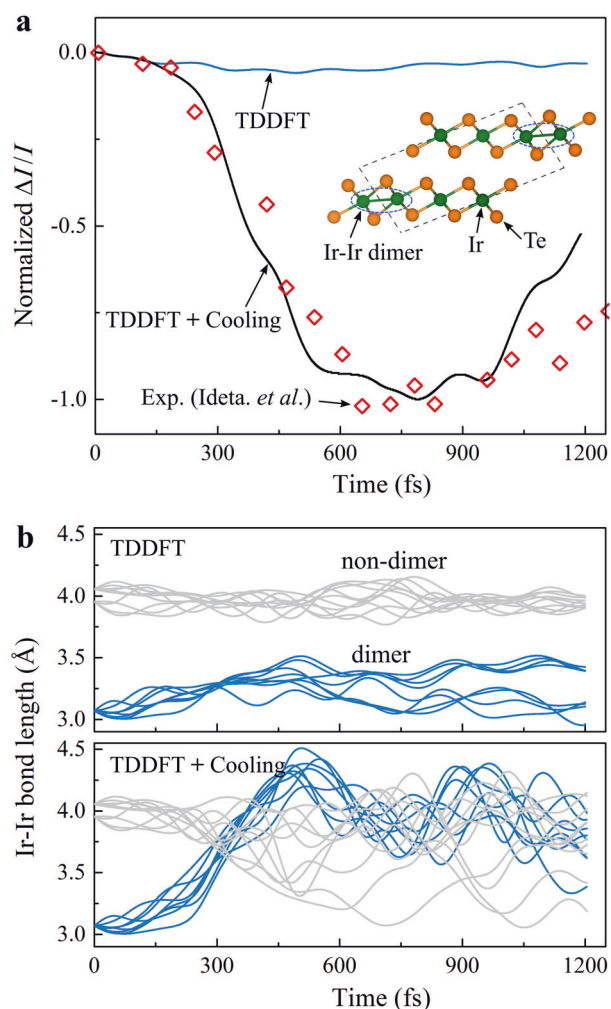 a
Normalized ΔI/I
0.0
-0.5
-1.0
TDDFT
Ir-Ir dimer
Ir
Te
TDDFT + Cooling
Exp. (Ideta. et al.)
0 300 600 900 1200
Time (fs)
b
Ir-Ir bond length (Å)
TDDFT
4.5
4.0
3.5
3.0
non-dimer
dimer
TDDFT + Cooling
4.5
4.0
3.5
3.0
0 300 600 900 1200
Time (fs)